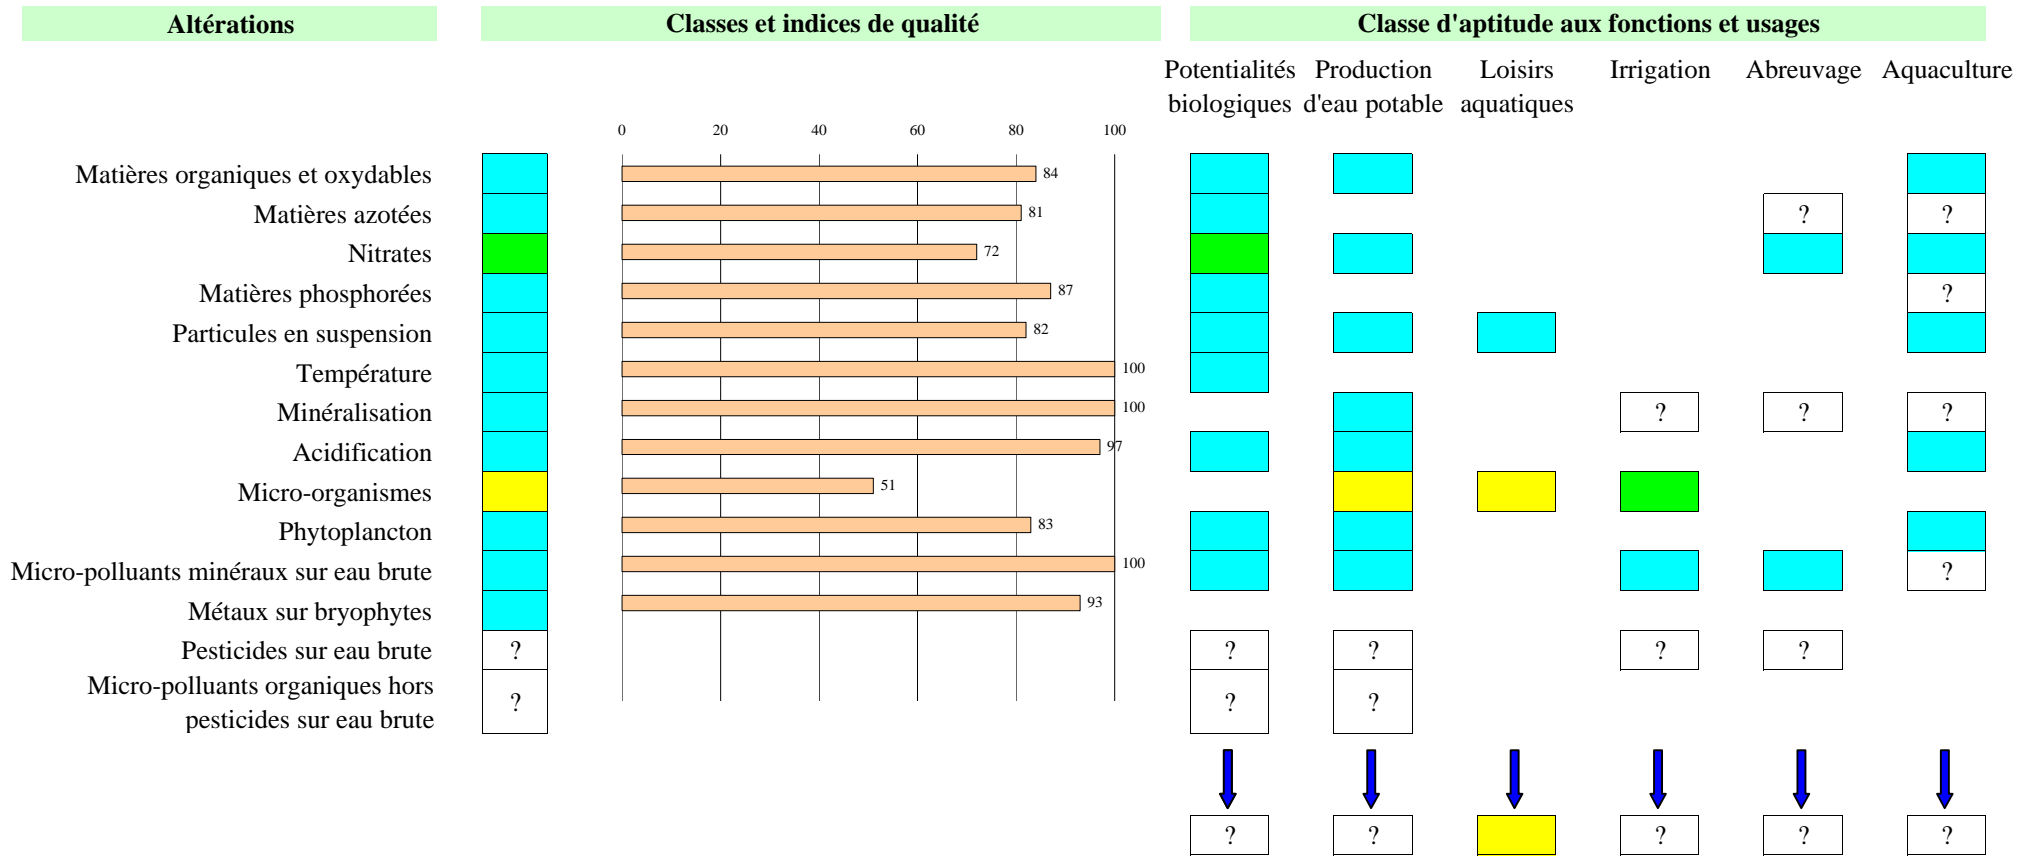 Altérations
Classes et indices de qualité
Classe d'aptitude aux fonctions et usages
Potentialités biologiques
Production d'eau potable
Loisirs aquatiques
Irrigation
Abreuvage
Aquaculture
0 20 40 60 80 100
Matières organiques et oxydables 84
Matières azotées 81 ? ?
Nitrates 72
Matières phosphorées 87 ?
Particules en suspension 82
Température 100
Minéralisation 100 ? ? ?
Acidification 97
Micro-organismes 51
Phytoplancton 83
Micro-polluants minéraux sur eau brute 100 ?
Métaux sur bryophytes 93
Pesticides sur eau brute ? ? ? ? ?
Micro-polluants organiques hors
pesticides sur eau brute ? ? ?
? ? ? ? ?